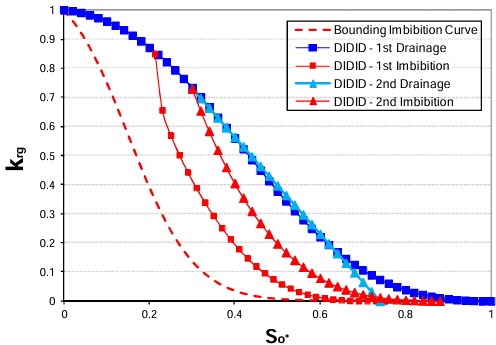 Bounding Imbibition Curve
DIDID - 1st Drainage
DIDID - 1st Imbibition
DIDID - 2nd Drainage
DIDID - 2nd Imbibition
1
0.9
0.8
0.7
0.6
0.5
0.4
0.3
0.2
0.1
0
krg
0
0.2
0.4
0.6
0.8
1
So*